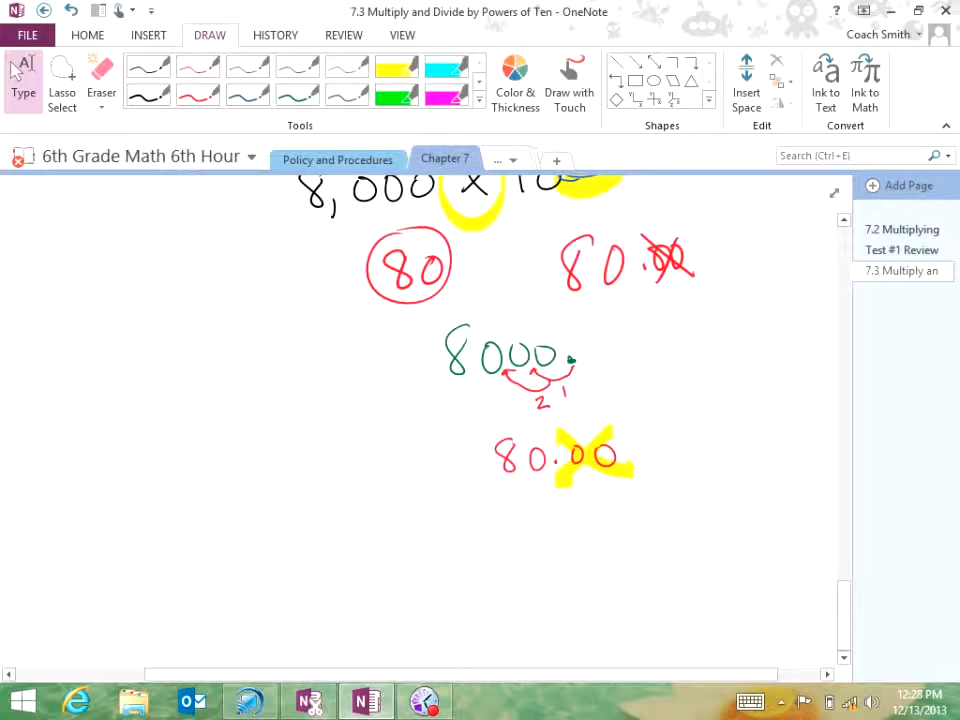 7.3 Multiply and Divide by Powers of Ten - OneNote
FILE HOME INSERT DRAW HISTORY REVIEW VIEW
Coach Smith
Type
Lasso Select
Eraser
Color & Thickness
Draw with Touch
Insert Space
Ink to Text
Ink to Math
Tools
Shapes
Edit
Convert
6th Grade Math 6th Hour
Policy and Procedures
Chapter 7
...
Search (Ctrl+E)
Add Page
7.2 Multiplying
Test #1 Review
7.3 Multiply an
8,000 x 10
80 80.00
8000.
2 1
80.00
12:28 PM
12/13/2013